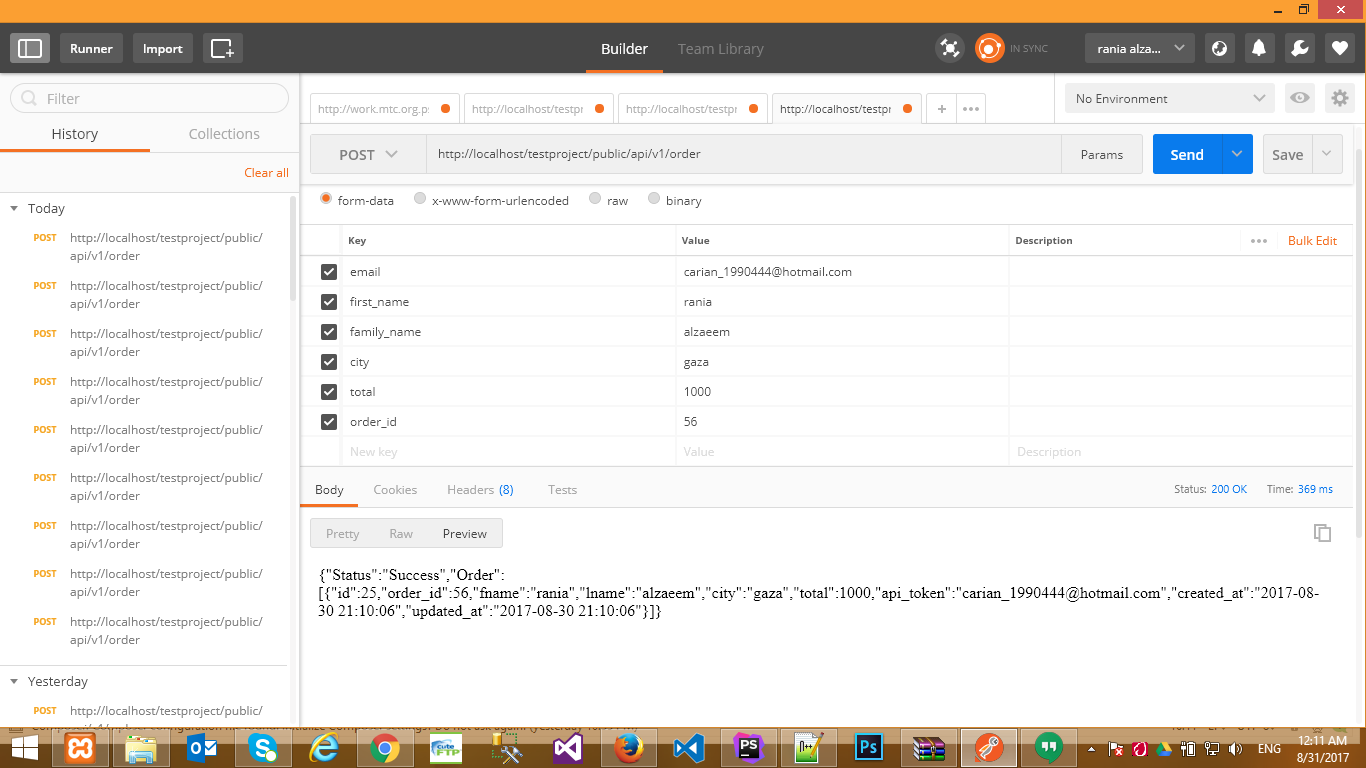 Runner
Import
Builder
Team Library
IN SYNC
rania alza...
Filter
History
Collections
Clear all
Today
POST http://localhost/testproject/public/
api/v1/order
POST http://localhost/testproject/public/
api/v1/order
POST http://localhost/testproject/public/
api/v1/order
POST http://localhost/testproject/public/
api/v1/order
POST http://localhost/testproject/public/
api/v1/order
POST http://localhost/testproject/public/
api/v1/order
POST http://localhost/testproject/public/
api/v1/order
POST http://localhost/testproject/public/
api/v1/order
POST http://localhost/testproject/public/
api/v1/order
Yesterday
POST http://localhost/testproject/public/
http://work.mtc.org.p
http://localhost/testpr
http://localhost/testpr
http://localhost/testpr
No Environment
POST
http://localhost/testproject/public/api/v1/order
Params
Send
Save
form-data
x-www-form-urlencoded
raw
binary
Key Value Description
Bulk Edit
email carian_1990444@hotmail.com
first_name rania
family_name alzaeem
city gaza
total 1000
order_id 56
New key Value Description
Body Cookies Headers (8) Tests
Status: 200 OK Time: 369 ms
Pretty Raw Preview
{"Status":"Success","Order":
[{"id":25,"order_id":56,"fname":"rania","lname":"alzaeem","city":"gaza","total":1000,"api_token":"carian_1990444@hotmail.com","created_at":"2017-08-
30 21:10:06","updated_at":"2017-08-30 21:10:06"}]}
cute
FTP
PS
Ps
ENG
12:11 AM
8/31/2017